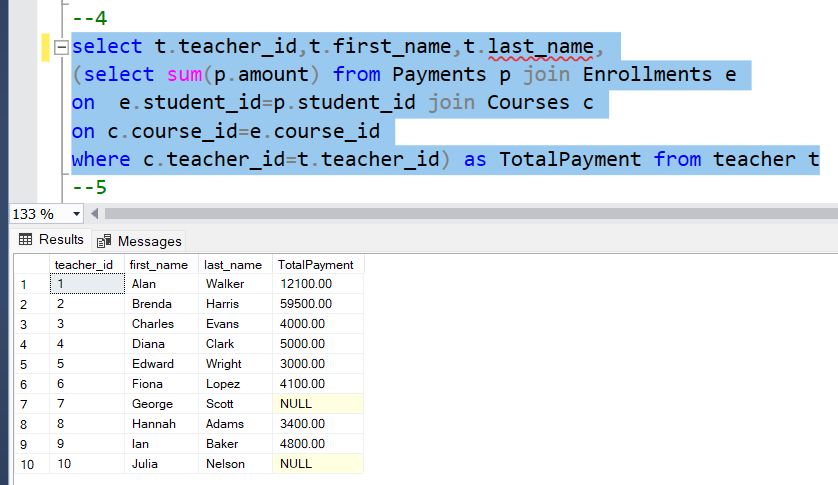 --4
select t.teacher_id,t.first_name,t.last_name,
(select sum(p.amount) from Payments p join Enrollments e
on  e.student_id=p.student_id join Courses c
on c.course_id=e.course_id
where c.teacher_id=t.teacher_id) as TotalPayment from teacher t
--5
133 %
Results Messages
teacher_id first_name last_name TotalPayment
1 1 Alan Walker 12100.00
2 2 Brenda Harris 59500.00
3 3 Charles Evans 4000.00
4 4 Diana Clark 5000.00
5 5 Edward Wright 3000.00
6 6 Fiona Lopez 4100.00
7 7 George Scott NULL
8 8 Hannah Adams 3400.00
9 9 Ian Baker 4800.00
10 10 Julia Nelson NULL